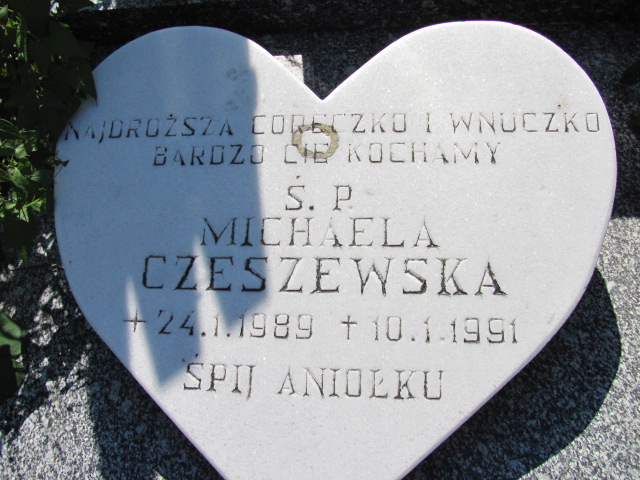 NAJDROŻSZA CORECZKO I WNUCZKO
BARDZO CIĘ KOCHAMY
Ś. P.
MICHAELA
CZESZEWSKA
+ 24.1.1989 † 10.1.1991
ŚPIJ ANIOŁKU